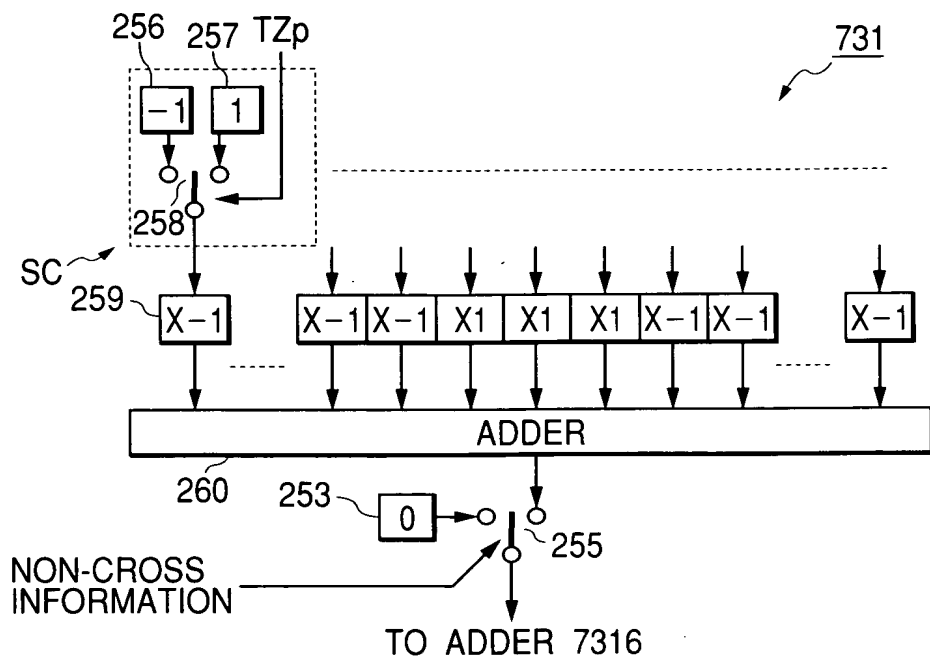 256 257 TZp
731
-1 1
258
SC
259
X-1 X-1 X-1 X1 X1 X1 X-1 X-1 X-1
ADDER
260
253
0
255
NON-CROSS
INFORMATION
TO ADDER 7316